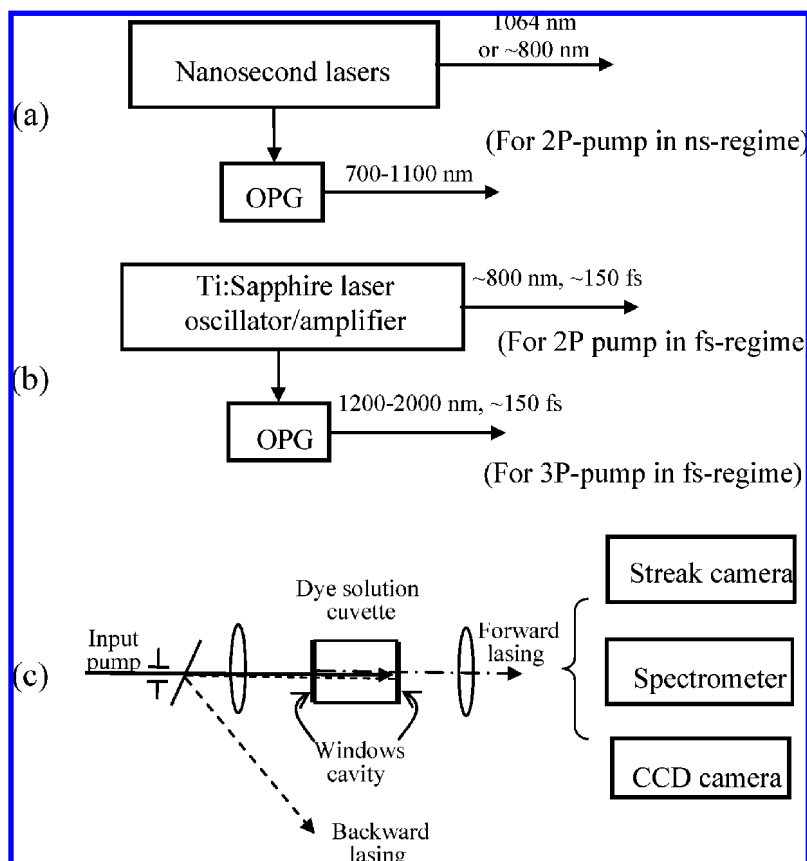 1064 nm
or ~800 nm
Nanosecond lasers
(a)
(For 2P-pump in ns-regime)
700-1100 nm
OPG
Ti:Sapphire laser
oscillator/amplifier
~800 nm, ~150 fs
(For 2P pump in fs-regime
(b)
1200-2000 nm, ~150 fs
OPG
(For 3P-pump in fs-regime)
Streak camera
Dye solution
cuvette
Input
pump
Forward
lasing
(c)
Spectrometer
Windows
cavity
CCD camera
Backward
lasing